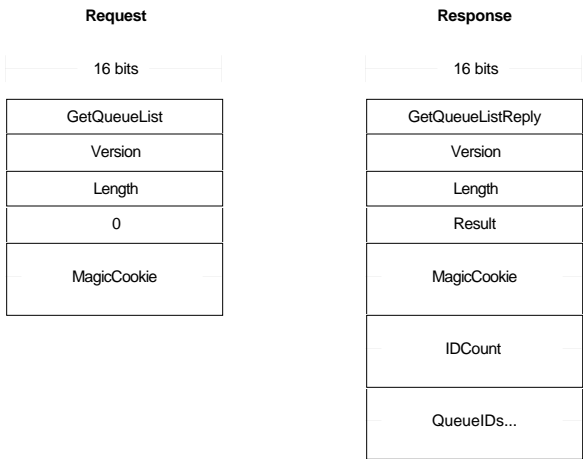 Request
16 bits
GetQueueList
Version
Length
0
MagicCookie
Response
16 bits
GetQueueListReply
Version
Length
Result
MagicCookie
IDCount
QueueIDs...